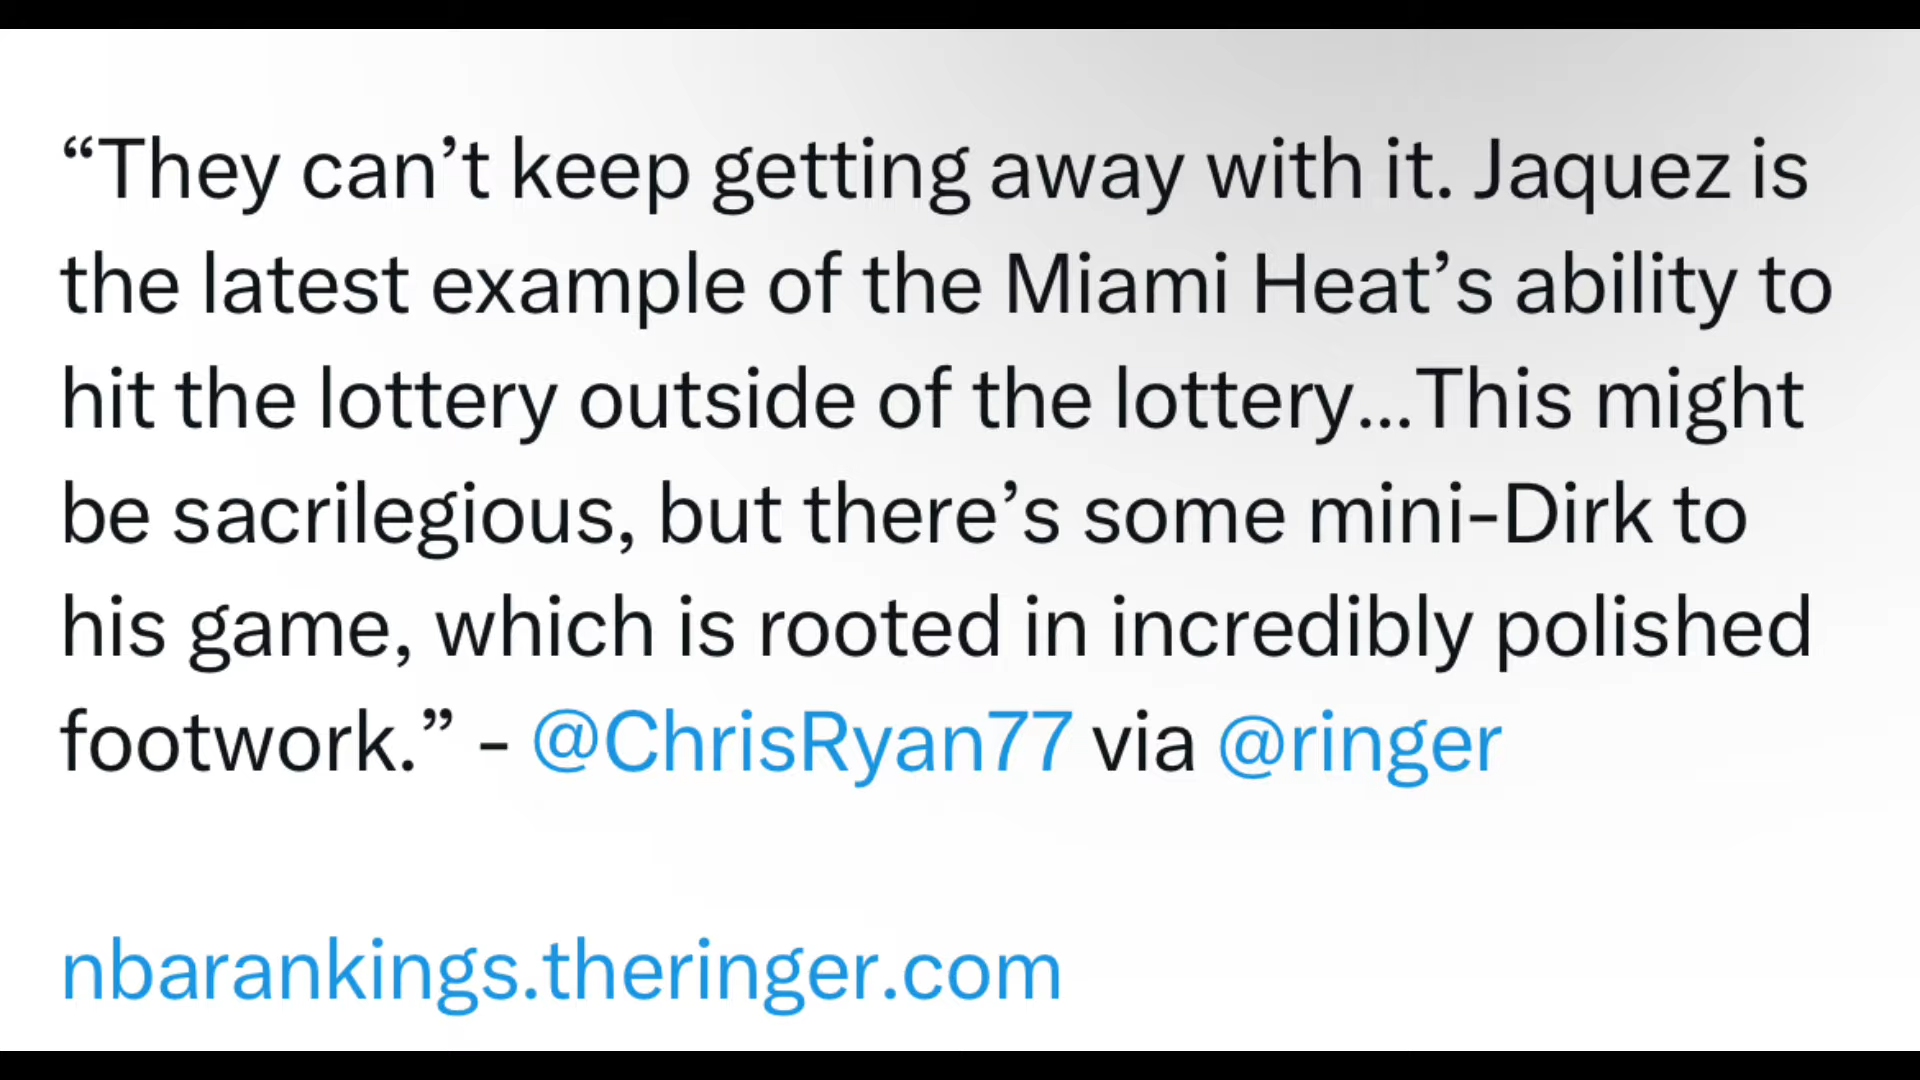 “They can’t keep getting away with it. Jaquez is
the latest example of the Miami Heat’s ability to
hit the lottery outside of the lottery...This might
be sacrilegious, but there’s some mini-Dirk to
his game, which is rooted in incredibly polished
footwork.” - @ChrisRyan77 via @ringer
nbarankings.theringer.com